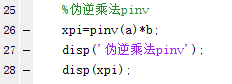 25 %伪逆乘法pinv
26 – xpi=pinv(a)*b;
27 – disp('伪逆乘法pinv');
28 – disp(xpi);